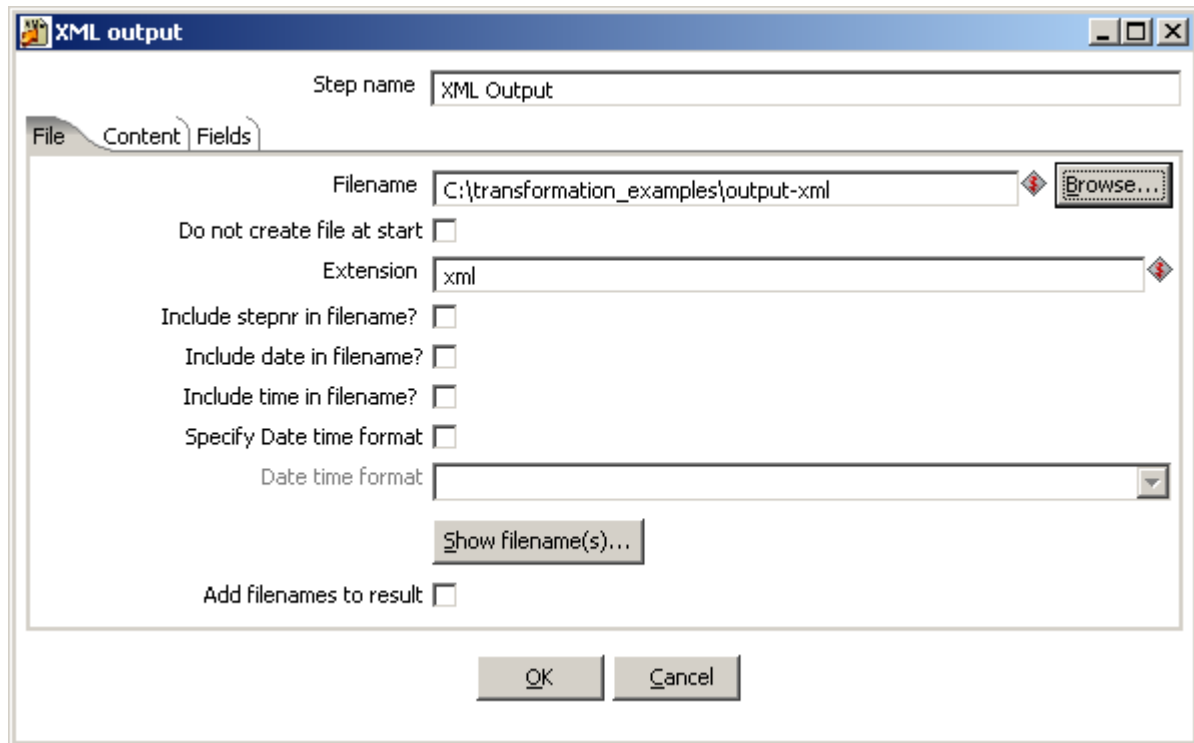 XML output
Step name XML Output
File Content Fields
Filename C:\transformation_examples\output-xml Browse...
Do not create file at start
Extension xml
Include stepnr in filename?
Include date in filename?
Include time in filename?
Specify Date time format
Date time format
Show filename(s)...
Add filenames to result
OK Cancel